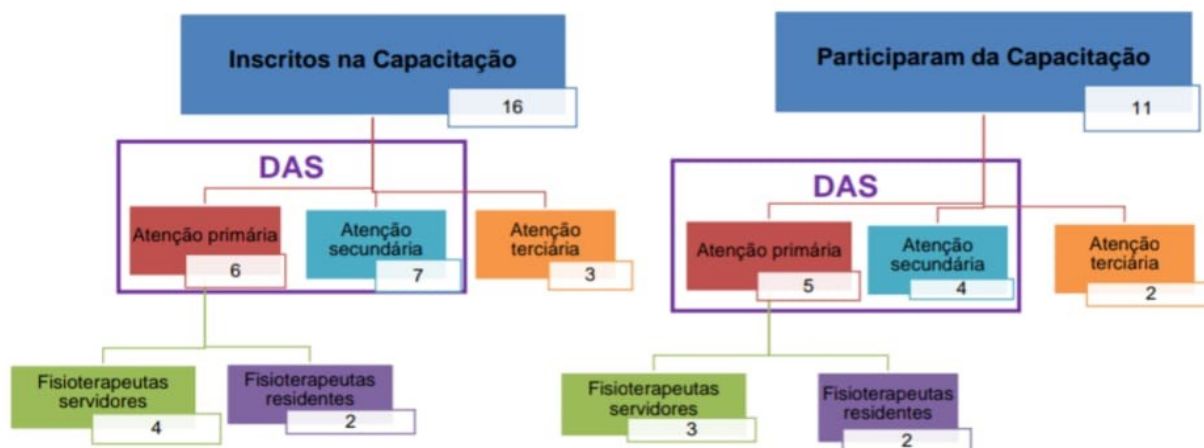 Inscritos na Capacitação
16
DAS
Atenção primária
6
Atenção
secundária
7
Atenção
terciária
3
Fisioterapeutas
servidores
4
Fisioterapeutas
residentes
2
Participaram da Capacitação
11
DAS
Atenção primária
5
Atenção
secundária
4
Atenção
terciária
2
Fisioterapeutas
servidores
3
Fisioterapeutas
residentes
2